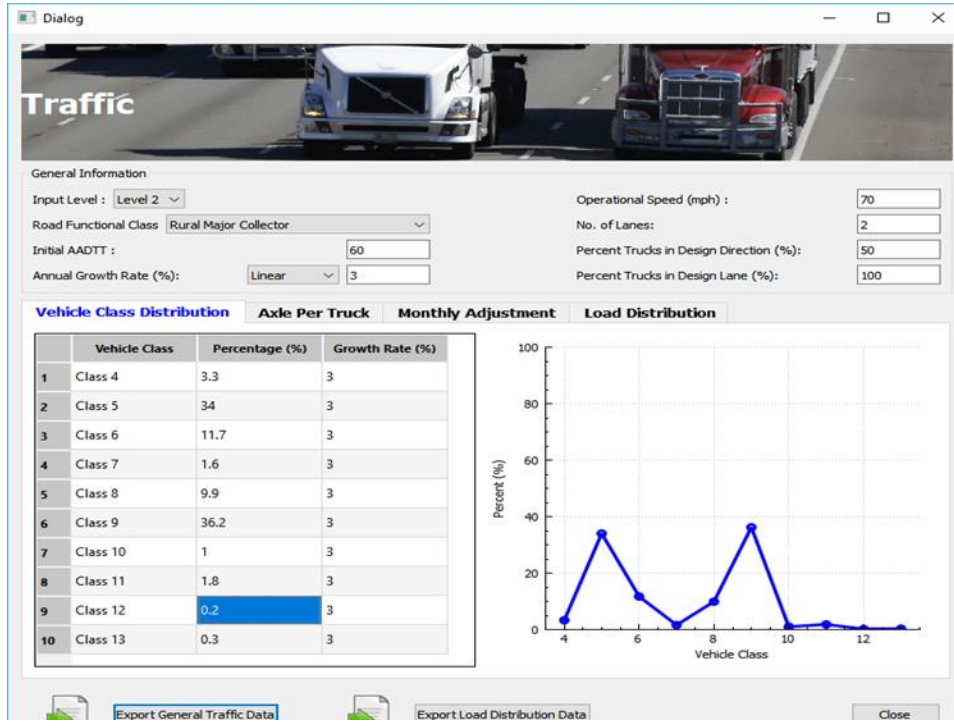 Dialog
Traffic
General Information
Input Level : Level 2
Operational Speed (mph) : 70
Road Functional Class Rural Major Collector
No. of Lanes: 2
Initial AADTT : 60
Percent Trucks in Design Direction (%): 50
Annual Growth Rate (%): Linear 3
Percent Trucks in Design Lane (%): 100
Vehicle Class Distribution Axle Per Truck Monthly Adjustment Load Distribution
Vehicle Class Percentage (%) Growth Rate (%)
1 Class 4 3.3 3
2 Class 5 34 3
3 Class 6 11.7 3
4 Class 7 1.6 3
5 Class 8 9.9 3
6 Class 9 36.2 3
7 Class 10 1 3
8 Class 11 1.8 3
9 Class 12 0.2 3
10 Class 13 0.3 3
100
80
60
40
20
0
Percent (%)
4 6 8 10 12
Vehicle Class
Export General Traffic Data Export Load Distribution Data Close